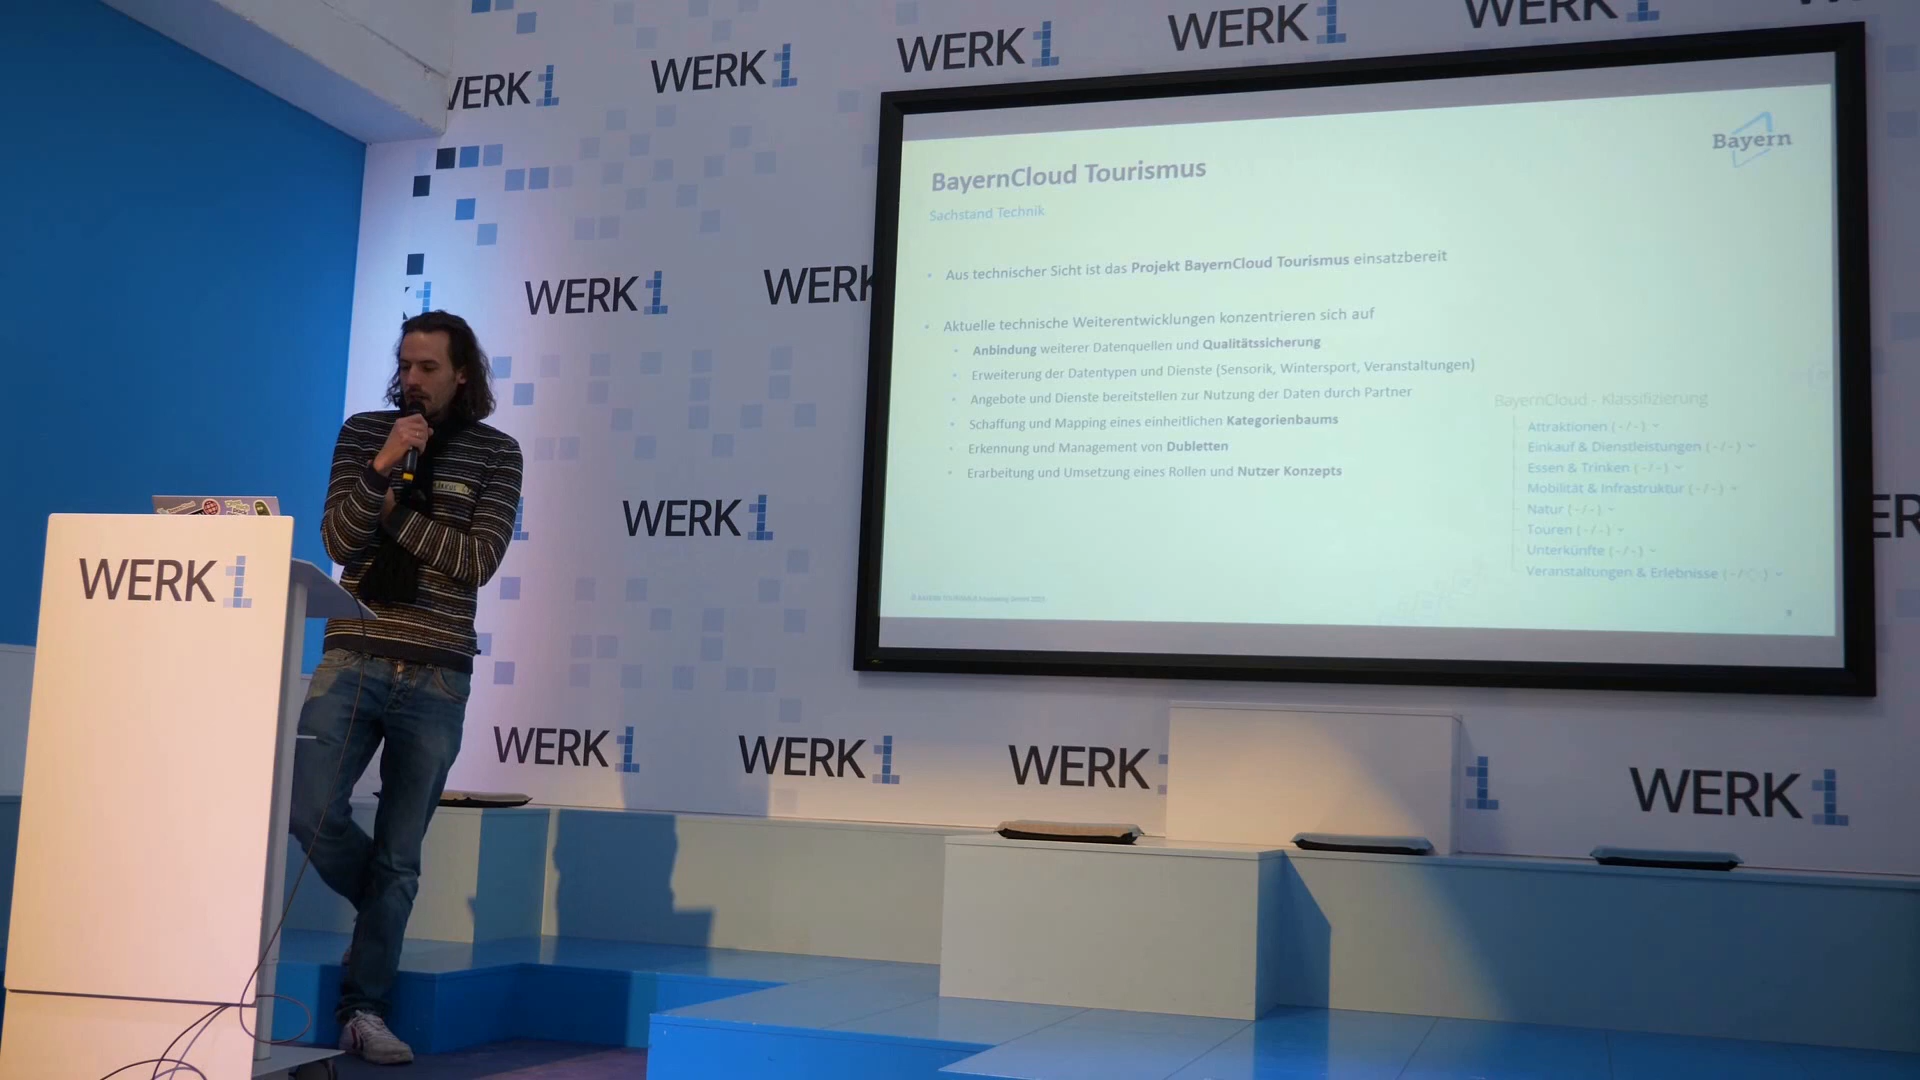 WERK1
WERK1
WERK1
WERK1
WERK
WERK1
WERK
BayernCloud Tourismus
Bayern
Sachstand Technik
• Aus technischer Sicht ist das Projekt BayernCloud Tourismus einsatzbereit
• Aktuelle technische Weiterentwicklungen konzentrieren sich auf
• Anbindung weiterer Datenquellen und Qualitätssicherung
• Erweiterung der Datentypen und Dienste (Sensorik, Wintersport, Veranstaltungen)
• Angebote und Dienste bereitstellen zur Nutzung der Daten durch Partner
• Schaffung und Mapping eines einheitlichen Kategorienbaums
• Erkennung und Management von Dubletten
• Erarbeitung und Umsetzung eines Rollen und Nutzer Konzepts
BayernCloud - Klassifizierung
Attraktionen (-/-)
Einkauf & Dienstleistungen (-/-)
Essen & Trinken (-/-)
Mobilität & Infrastruktur (-/-)
Natur (-/-)
Touren (-/-)
Unterkünfte (-/-)
Veranstaltungen & Erlebnisse
9
WERK1
WERK1
WERK1
WERK1
WERK
1
WERK1